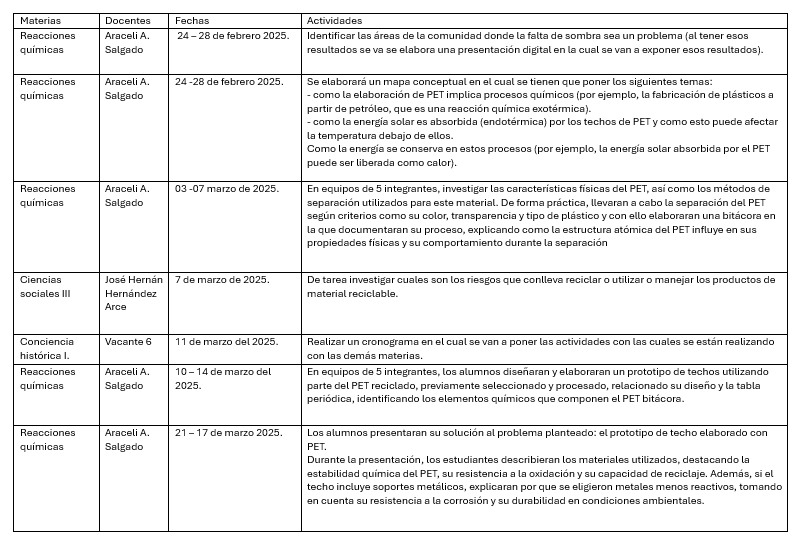 Materias Docentes Fechas Actividades
Reacciones químicas
Araceli A. Salgado
24 – 28 de febrero 2025.
Identificar las áreas de la comunidad donde la falta de sombra sea un problema (al tener esos
resultados se va se elabora una presentación digital en la cual se van a exponer esos resultados).
Reacciones químicas
Araceli A. Salgado
24 -28 de febrero 2025.
Se elaborará un mapa conceptual en el cual se tienen que poner los siguientes temas:
- como la elaboración de PET implica procesos químicos (por ejemplo, la fabricación de plásticos a
partir de petróleo, que es una reacción química exotérmica).
- como la energía solar es absorbida (endotérmica) por los techos de PET y como esto puede afectar
la temperatura debajo de ellos.
Como la energía se conserva en estos procesos (por ejemplo, la energía solar absorbida por el PET
puede ser liberada como calor).
Reacciones químicas
Araceli A. Salgado
03 -07 marzo de 2025.
En equipos de 5 integrantes, investigar las características físicas del PET, así como los métodos de
separación utilizados para este material. De forma práctica, llevaran a cabo la separación del PET
según criterios como su color, transparencia y tipo de plástico y con ello elaboraran una bitácora en
la que documentaran su proceso, explicando como la estructura atómica del PET influye en sus
propiedades físicas y su comportamiento durante la separación
Ciencias sociales III
José Hernán Hernández Arce
7 de marzo de 2025.
De tarea investigar cuales son los riesgos que conlleva reciclar o utilizar o manejar los productos de
material reciclable.
Conciencia histórica I.
Vacante 6
11 de marzo del 2025.
Realizar un cronograma en el cual se van a poner las actividades con las cuales se están realizando
con las demás materias.
Reacciones químicas
Araceli A. Salgado
10 – 14 de marzo del 2025.
En equipos de 5 integrantes, los alumnos diseñaran y elaboraran un prototipo de techos utilizando
parte del PET reciclado, previamente seleccionado y procesado, relacionado su diseño y la tabla
periódica, identificando los elementos químicos que componen el PET bitácora.
Reacciones químicas
Araceli A. Salgado
21 – 17 de marzo 2025.
Los alumnos presentaran su solución al problema planteado: el prototipo de techo elaborado con
PET.
Durante la presentación, los estudiantes describieran los materiales utilizados, destacando la
estabilidad química del PET, su resistencia a la oxidación y su capacidad de reciclaje. Además, si el
techo incluye soportes metálicos, explicaran por que se eligieron metales menos reactivos, tomando
en cuenta su resistencia a la corrosión y su durabilidad en condiciones ambientales.